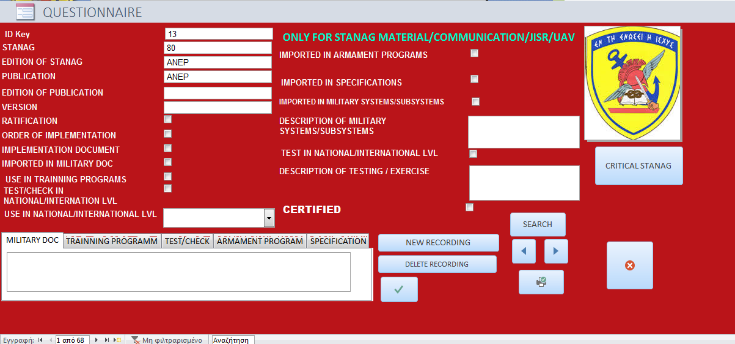 QUESTIONNAIRE
ID Key 13
STANAG 80
EDITION OF STANAG ANEP
PUBLICATION ANEP
EDITION OF PUBLICATION
VERSION
RATIFICATION
ORDER OF IMPLEMENTATION
IMPLEMENTATION DOCUMENT
IMPORTED IN MILITARY DOC
USE IN TRAINNING PROGRAMS
TEST/CHECK IN
NATIONAL/INTERNATION LVL
USE IN NATIONAL/INTERNATIONAL LVL
ONLY FOR STANAG MATERIAL/COMMUNICATION/JISR/UAV
IMPORTED IN ARMAMENT PROGRAMS
IMPORTED IN SPECIFICATIONS
IMPORTED IN MILITARY SYSTEMS/SUBSYSTEMS
DESCRIPTION OF MILITARY
SYSTEMS/SUBSYSTEMS
TEST IN NATIONAL/INTERNATIONAL LVL
DESCRIPTION OF TESTING / EXERCISE
CERTIFIED
ΕΝ ΤΗ ΕΝΩΣΕΙ Η ΙΣΧΥΣ
CRITICAL STANAG
SEARCH
MILITARY DOC TRAINNING PROGRAMM TEST/CHECK ARMAMENT PROGRAM SPECIFICATION
NEW RECORDING
DELETE RECORDING
Εγγραφή: 1 από 68 Μη φιλτραρισμένο Αναζήτηση